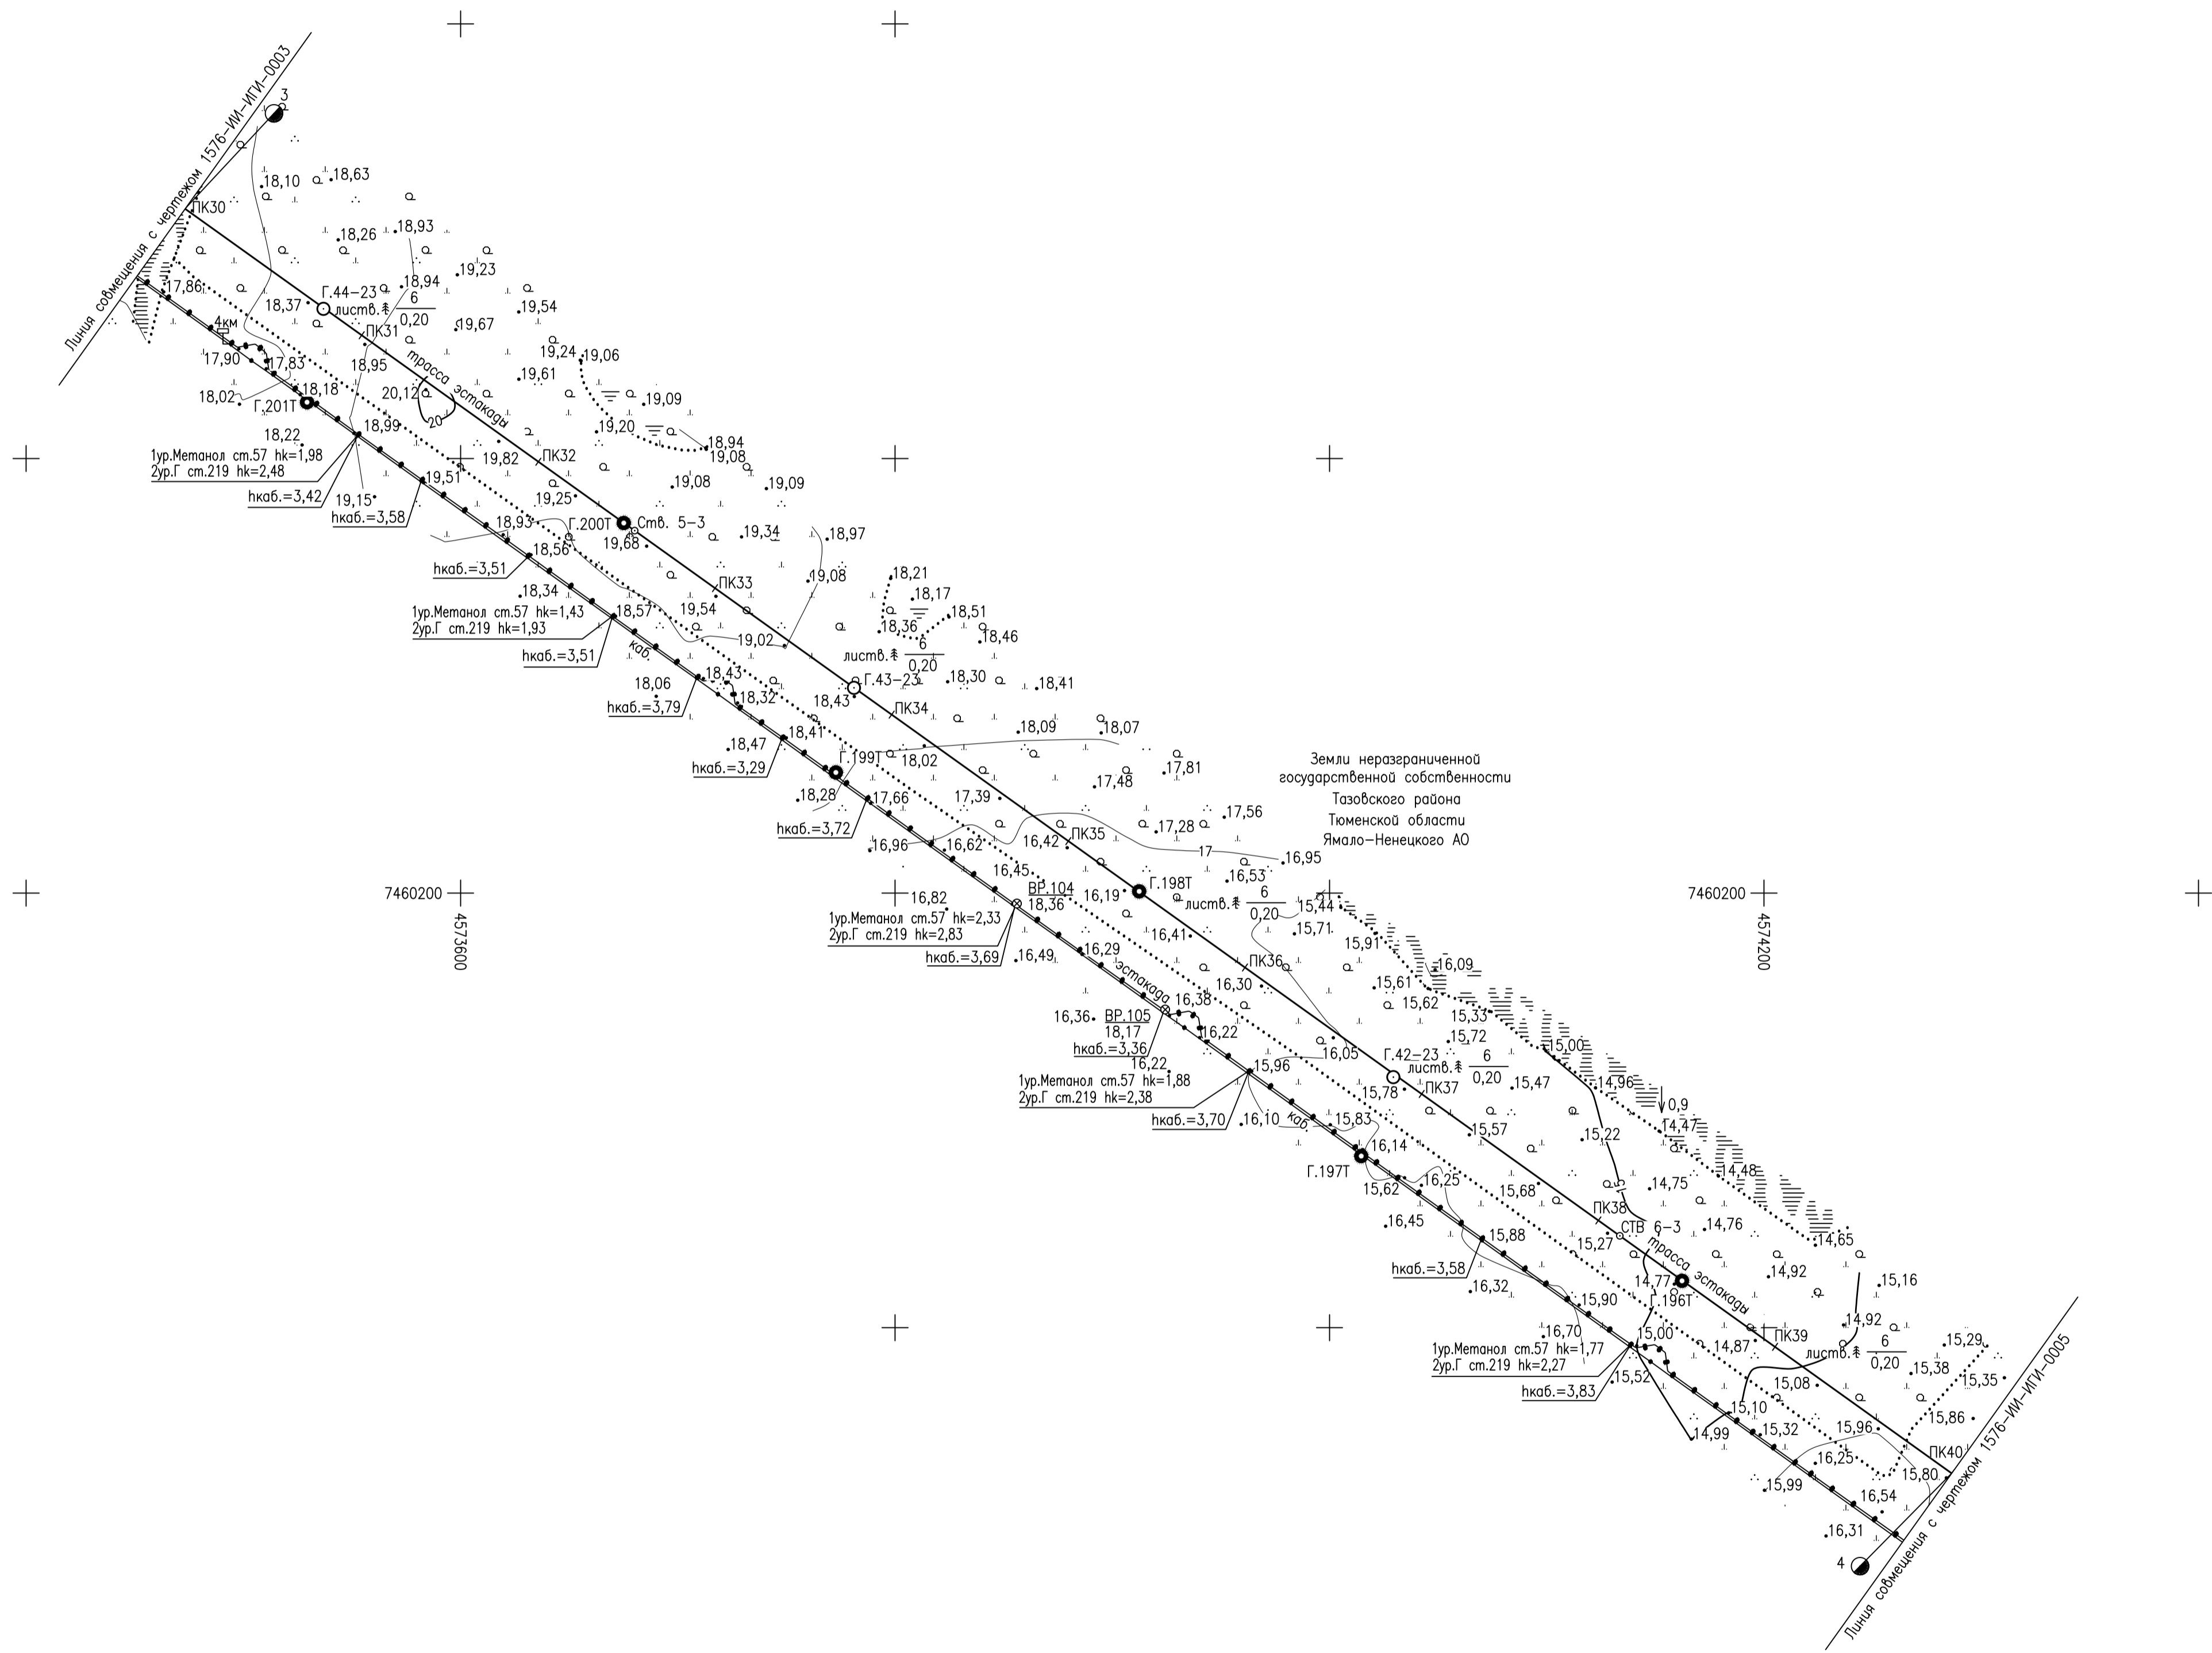 Линия совмещения с чертежом 1576-ИИ-ИГИ-0003
3
18,10
18,63
ПК30
18,26
18,93
17,86
18,37
Г.44-23
листв. 6
0,20
18,94
19,23
19,54
19,67
4км
ПК31
17,90
17,83
18,18
18,95
трасса эстакады
19,24
19,06
19,61
18,02
Г.201Т
20,12
20
18,99
19,09
19,20
18,94
19,08
18,22
1ур.Метанол ст.57 hк=1,98
2ур.Г ст.219 hк=2,48
hкаб.=3,42
19,15
hкаб.=3,58
19,51
19,82
ПК32
19,25
19,08
19,09
18,93
Г.200Т
Ств. 5-3
19,68
19,34
18,97
18,56
hкаб.=3,51
18,34
ПК33
19,54
19,08
18,21
18,17
18,51
18,36
18,46
1ур.Метанол ст.57 hк=1,43
2ур.Г ст.219 hк=1,93
18,57
hкаб.=3,51
каб.
19,02
листв. 6
0,20
18,43
18,06
hкаб.=3,79
18,32
Г.43-23
18,43
18,30
18,41
ПК34
18,47
18,41
hкаб.=3,29
Г.199Т
18,02
18,09
18,07
18,28
17,66
hкаб.=3,72
17,39
17,48
17,81
17,56
17,28
Земли неразграниченной
государственной собственности
Тазовского района
Тюменской области
Ямало-Ненецкого АО
16,96
16,62
16,42
ПК35
17
16,95
16,45
16,53
7460200
4573600
16,82
ВР.104
18,36
16,19
Г.198Т
листв. 6
0,20
15,44
7460200
4574200
1ур.Метанол ст.57 hк=2,33
2ур.Г ст.219 hк=2,83
hкаб.=3,69
16,49
16,29
16,41
15,71
15,91
эстакада
ПК36
16,30
16,09
15,61
15,62
16,38
16,36
ВР.105
18,17
hкаб.=3,36
16,22
16,22
15,33
15,72
15,00
16,05
15,96
Г.42-23
листв. 6
0,20
1ур.Метанол ст.57 hк=1,88
2ур.Г ст.219 hк=2,38
hкаб.=3,70
15,78
ПК37
15,47
14,96
0,9
16,10
каб.
15,83
15,57
15,22
14,47
16,14
Г.197Т
15,62
16,25
15,68
15
14,75
14,48
16,45
ПК38
СТВ 6-3
14,76
14,65
15,88
hкаб.=3,58
15,27
трасса эстакады
14,77
Г.196Т
14,92
15,16
16,32
15,90
14,92
16,70
15,00
14,87
ПК39
листв. 6
0,20
15,29
1ур.Метанол ст.57 hк=1,77
2ур.Г ст.219 hк=2,27
hкаб.=3,83
15,52
15,08
15,38
15,35
15,10
14,99
15,32
15,96
15,86
ПК40
16,25
15,80
15,99
16,54
16,31
4
Линия совмещения с чертежом 1576-ИИ-ИГИ-0005